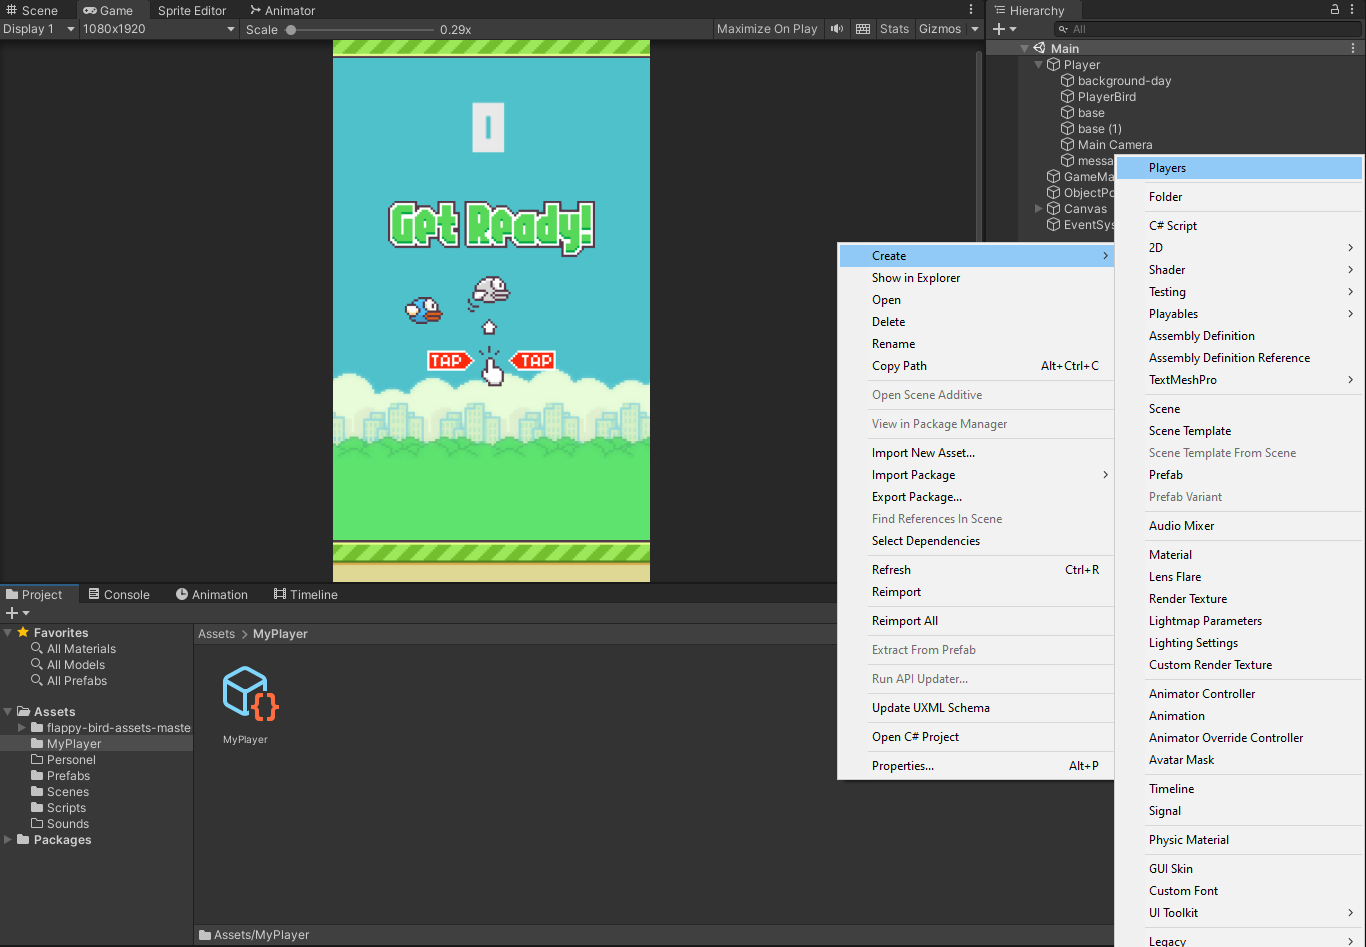 Scene
Game
Sprite Editor
Animator
Hierarchy
Display 1
1080x1920
Scale
0.29x
Maximize On Play
Stats
Gizmos
All
Main
Player
background-day
PlayerBird
base
base (1)
Main Camera
messa
GameMa
ObjectPo
Canvas
EventSys
Get Ready!
TAP
TAP
Create
Show in Explorer
Open
Delete
Rename
Copy Path Alt+Ctrl+C
Open Scene Additive
View in Package Manager
Import New Asset...
Import Package
Export Package...
Find References In Scene
Select Dependencies
Refresh Ctrl+R
Reimport
Reimport All
Extract From Prefab
Run API Updater...
Update UXML Schema
Open C# Project
Properties... Alt+P
Players
Folder
C# Script
2D
Shader
Testing
Playables
Assembly Definition
Assembly Definition Reference
TextMeshPro
Scene
Scene Template
Scene Template From Scene
Prefab
Prefab Variant
Audio Mixer
Material
Lens Flare
Render Texture
Lightmap Parameters
Lighting Settings
Custom Render Texture
Animator Controller
Animation
Animator Override Controller
Avatar Mask
Timeline
Signal
Physic Material
GUI Skin
Custom Font
UI Toolkit
Legacy
Project
Console
Animation
Timeline
Favorites
All Materials
All Models
All Prefabs
Assets
flappy-bird-assets-maste
MyPlayer
Personel
Prefabs
Scenes
Scripts
Sounds
Packages
Assets > MyPlayer
MyPlayer
Assets/MyPlayer